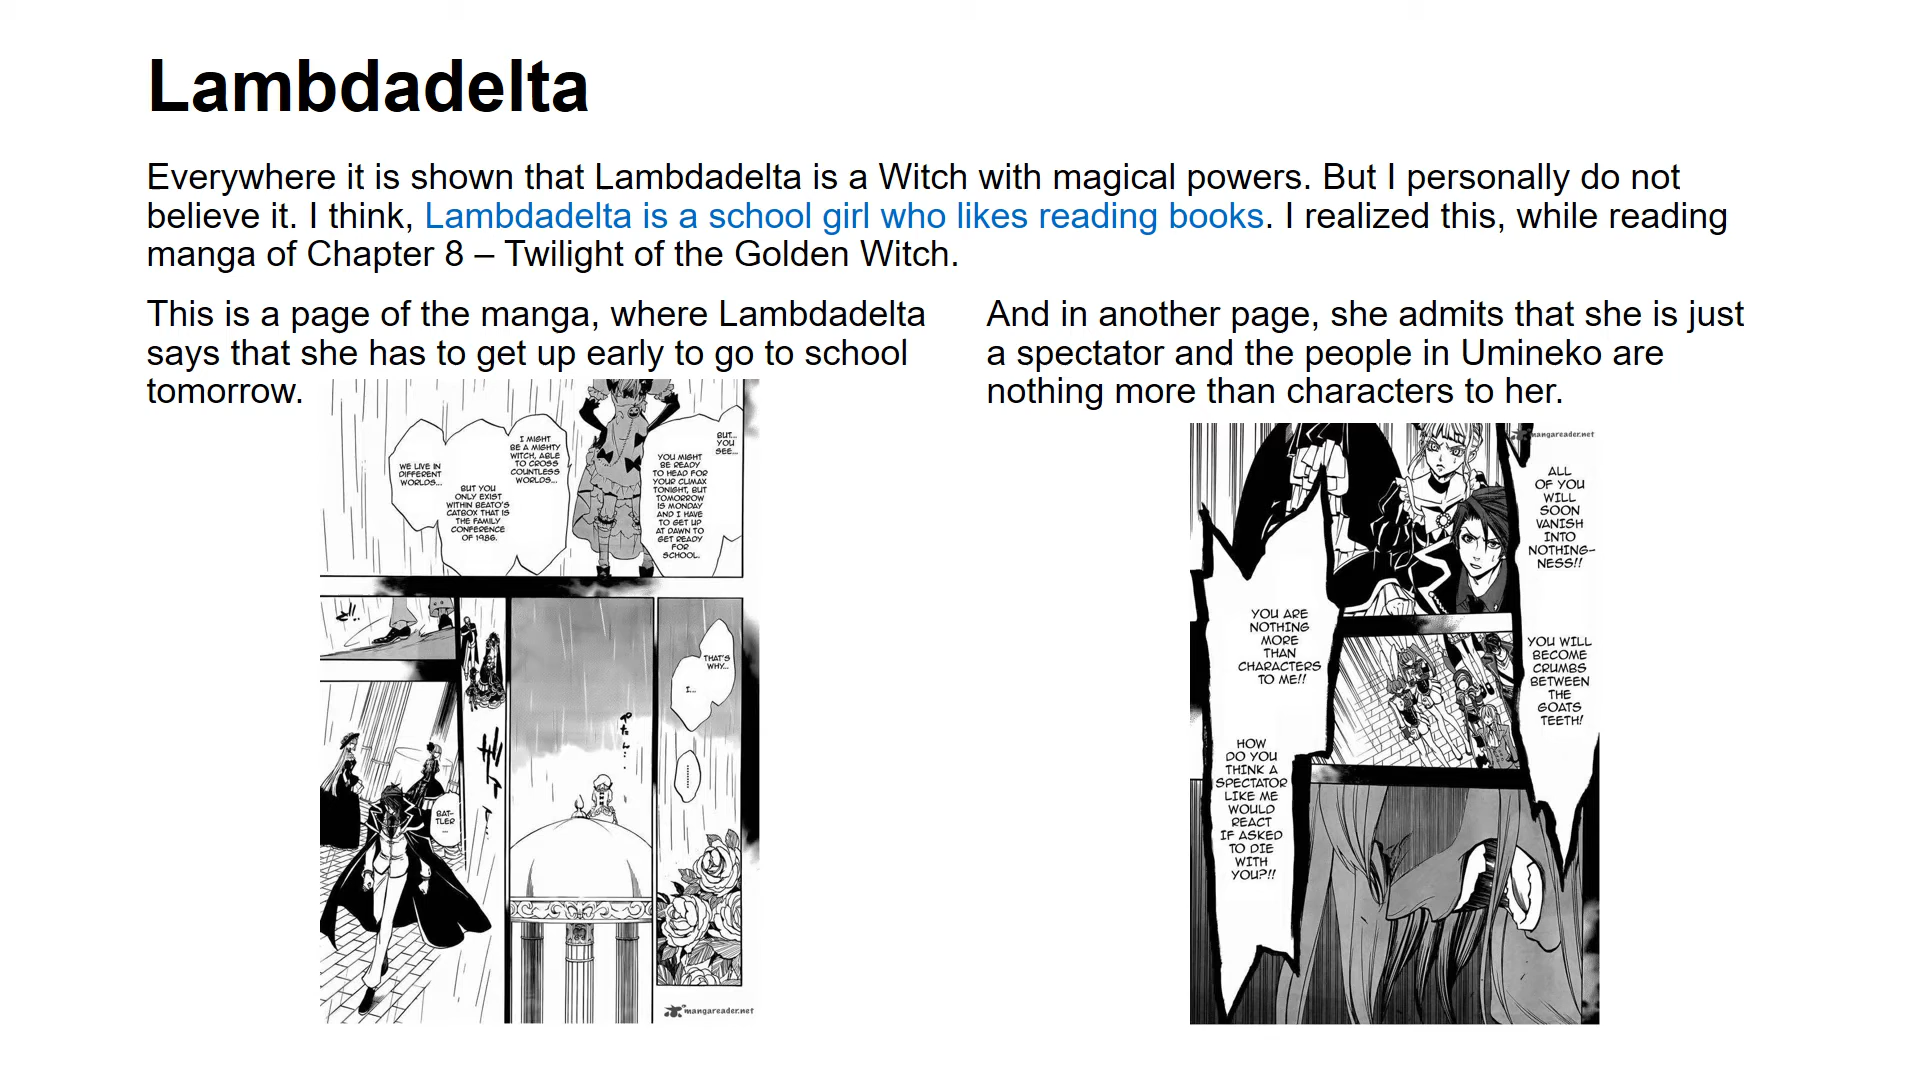 Lambdadelta
Everywhere it is shown that Lambdadelta is a Witch with magical powers. But I personally do not
believe it. I think, Lambdadelta is a school girl who likes reading books. I realized this, while reading
manga of Chapter 8 – Twilight of the Golden Witch.
This is a page of the manga, where Lambdadelta
says that she has to get up early to go to school
tomorrow.
BUT...
YOU
SEE...
YOU MIGHT
BE READY
TO HEAD FOR
YOUR CLIMAX
TONIGHT, BUT
TOMORROW
IS MONDAY
AND I HAVE
TO GET UP
AT DAWN TO
GET READY
FOR
SCHOOL.
I MIGHT
BE A MIGHTY
WITCH, ABLE
TO CROSS
COUNTLESS
WORLDS...
BUT YOU
ONLY EXIST
WITHIN BEATO'S
CATBOX THAT IS
THE FAMILY
CONFERENCE
OF 1986.
WE LIVE IN
DIFFERENT
WORLDS...
THAT'S
WHY...
I...
.........
BAT-
TLER
...
mangareader.net
And in another page, she admits that she is just
a spectator and the people in Umineko are
nothing more than characters to her.
mangareader.net
ALL
OF YOU
WILL
SOON
VANISH
INTO
NOTHING-
NESS!!
YOU WILL
BECOME
CRUMBS
BETWEEN
THE
GOATS
TEETH!
YOU ARE
NOTHING
MORE
THAN
CHARACTERS
TO ME!!
HOW
DO YOU
THINK A
SPECTATOR
LIKE ME
WOULD
REACT
IF ASKED
TO DIE
WITH
YOU?!!